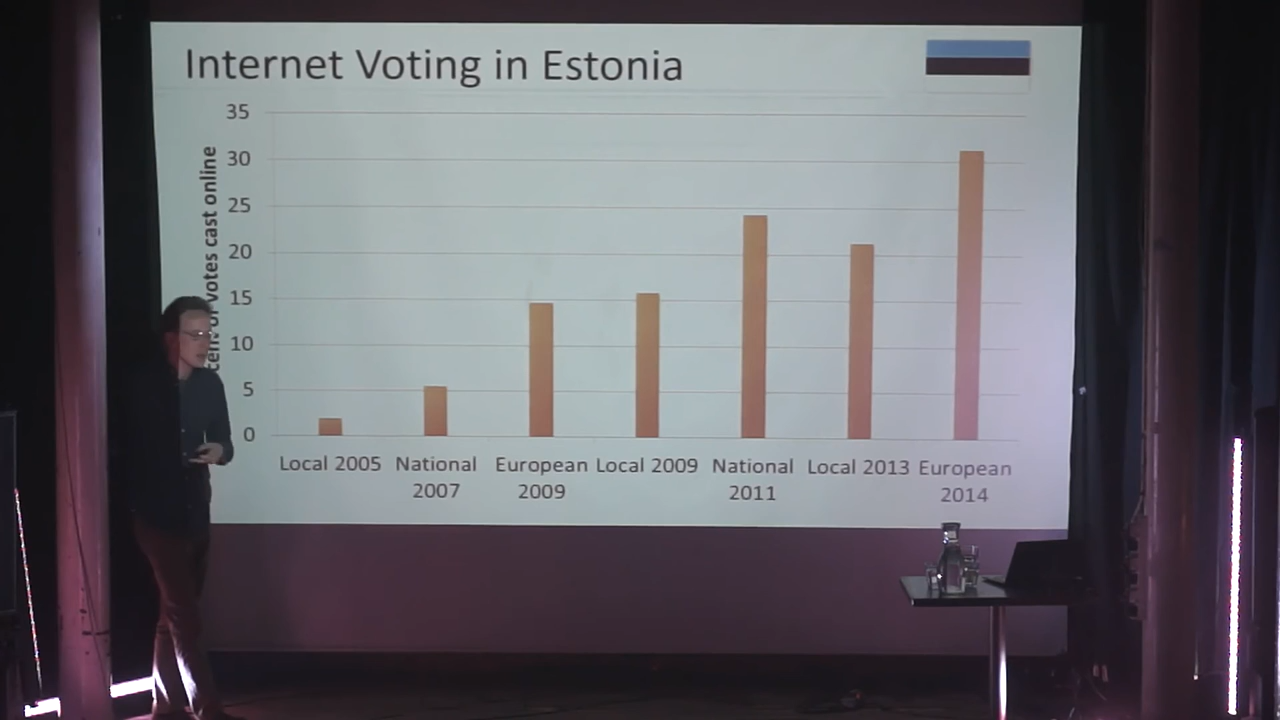 Internet Voting in Estonia
votes cast online
35
30
25
20
15
10
5
0
Local 2005
National
2007
European
2009
Local 2009
National
2011
Local 2013
European
2014